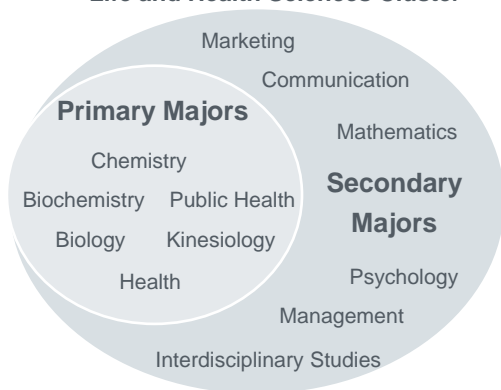 Life and Health Sciences Cluster
Marketing
Communication
Primary Majors
Mathematics
Chemistry
Biochemistry Public Health
Secondary
Majors
Biology Kinesiology
Health
Psychology
Management
Interdisciplinary Studies